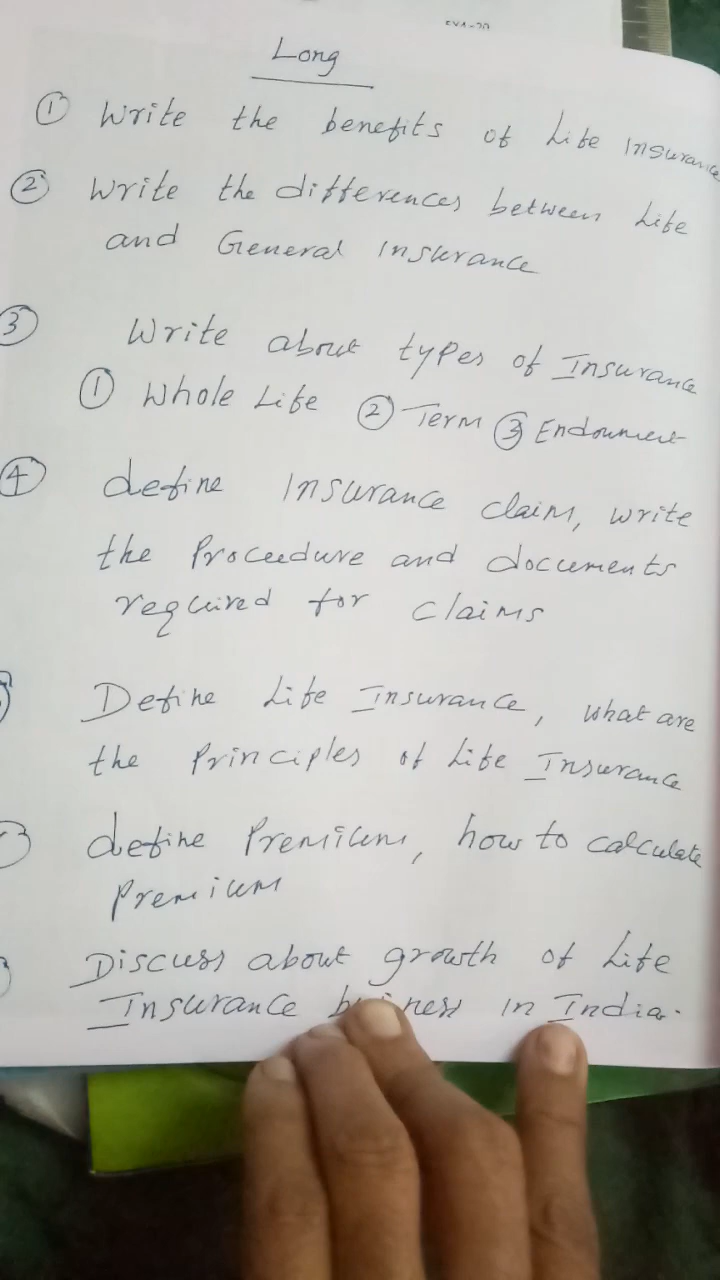 Long
① Write the benefits of Life Insurance
② Write the differences between Life
and General Insurance
③ Write about types of Insurance
① Whole Life ② Term ③ Endowment
④ define Insurance claim, write
the Proceedure and documents
required for claims
Define Life Insurance, what are
the Principles of Life Insurance
define Premium, how to calculate
Premium
Discuss about growth of Life
Insurance in India.